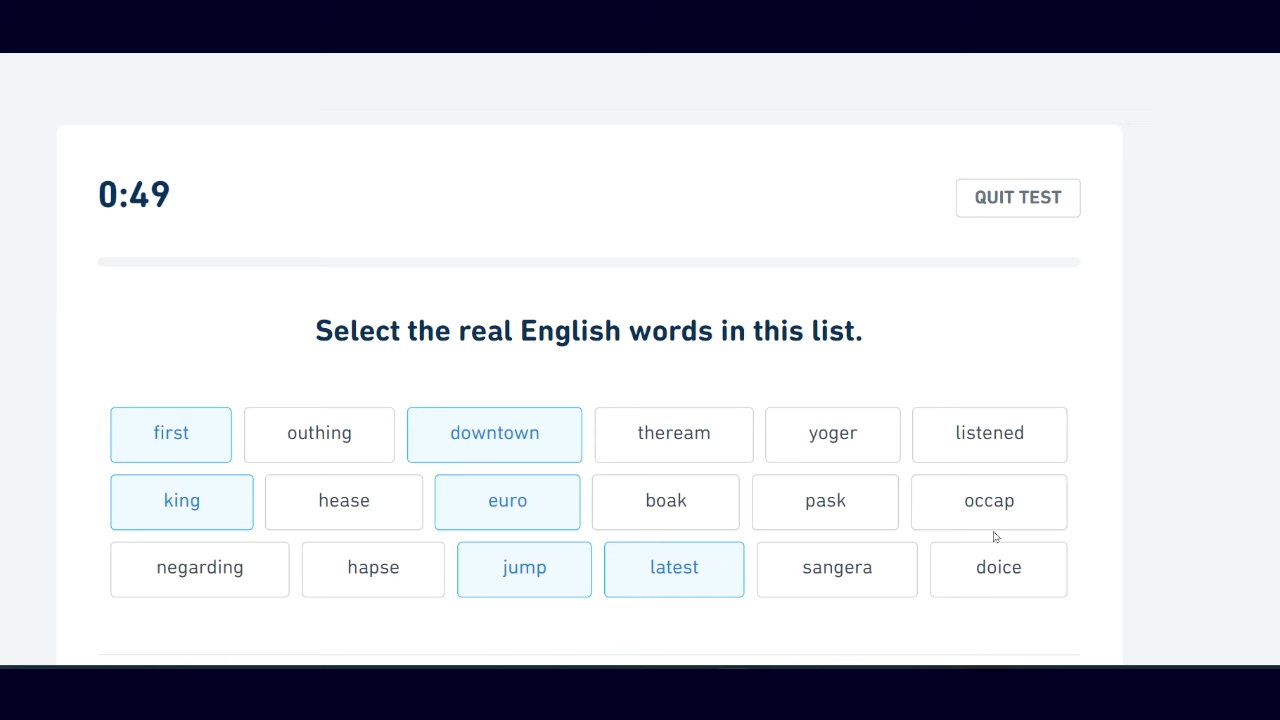 0:49
QUIT TEST
Select the real English words in this list.
first outhing downtown theream yoger listened
king hease euro boak pask occap
negarding hapse jump latest sangera doice